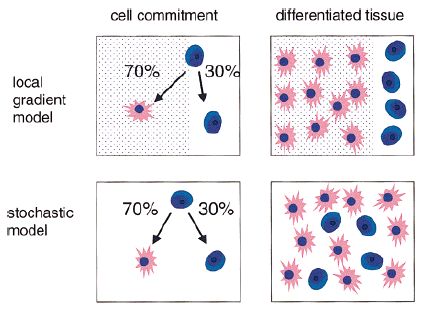 cell commitment
differentiated tissue
local
gradient
model
70%
30%
stochastic
model
70%
30%